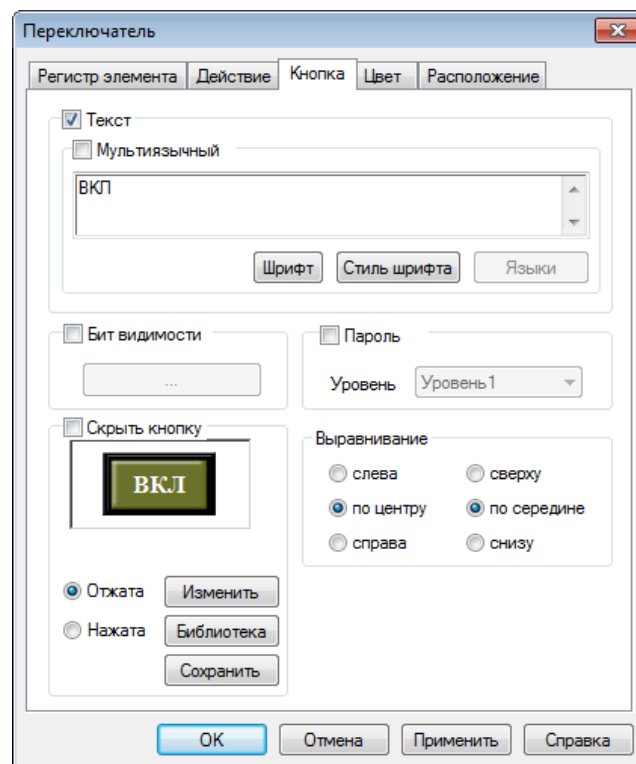 Переключатель
Регистр элемента Действие Кнопка Цвет Расположение
Текст
Мультиязычный
ВКЛ
Шрифт Стиль шрифта Языки
Бит видимости Пароль
... Уровень Уровень1
Скрыть кнопку Выравнивание
ВКЛ
слева сверху
по центру по середине
справа снизу
Отжата Изменить
Нажата Библиотека
Сохранить
OK Отмена Применить Справка